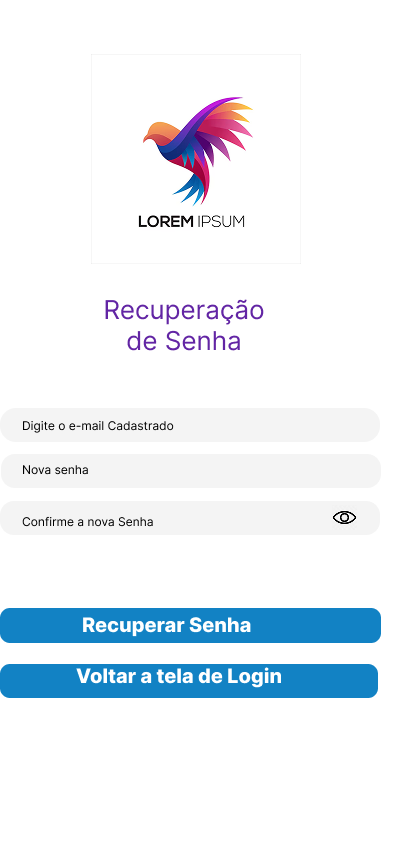 LOREM IPSUM
Recuperação
de Senha
Digite o e-mail Cadastrado
Nova senha
Confirme a nova Senha
Recuperar Senha
Voltar a tela de Login